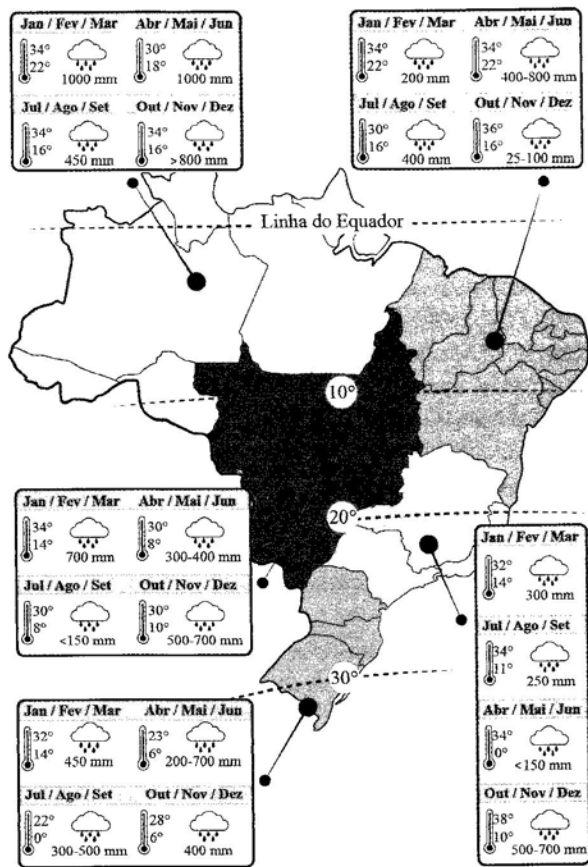 Jan / Fev / Mar Abr / Mai / Jun
34° 30°
22° 18°
1000 mm 1000 mm
Jul / Ago / Set Out / Nov / Dez
34° 34°
16° 16°
450 mm >800 mm
Jan / Fev / Mar Abr / Mai / Jun
34° 34°
22° 22°
200 mm 400-800 mm
Jul / Ago / Set Out / Nov / Dez
30° 36°
16° 16°
400 mm 25-100 mm
Linha do Equador
10°
20°
30°
Jan / Fev / Mar Abr / Mai / Jun
34° 30°
14° 8°
700 mm 300-400 mm
Jul / Ago / Set Out / Nov / Dez
30° 30°
8° 10°
<150 mm 500-700 mm
Jan / Fev / Mar
32°
14°
300 mm
Jul / Ago / Set
34°
11°
250 mm
Abr / Mai / Jun
34°
0°
<150 mm
Out / Nov / Dez
38°
10°
500-700 mm
Jan / Fev / Mar Abr / Mai / Jun
32° 23°
14° 6°
450 mm 200-700 mm
Jul / Ago / Set Out / Nov / Dez
22° 28°
0° 6°
300-500 mm 400 mm